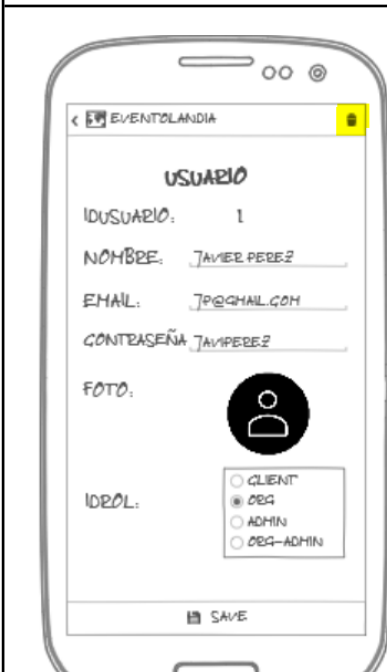 EVENTOLANDIA
USUARIO
IDUSUARIO: 1
NOMBRE: JAVIER PEREZ
EMAIL: JP@GMAIL.COM
CONTRASEÑA JAVIPEREZ
FOTO:
IDROL:
CLIENT
ORG
ADMIN
ORG-ADMIN
SAVE